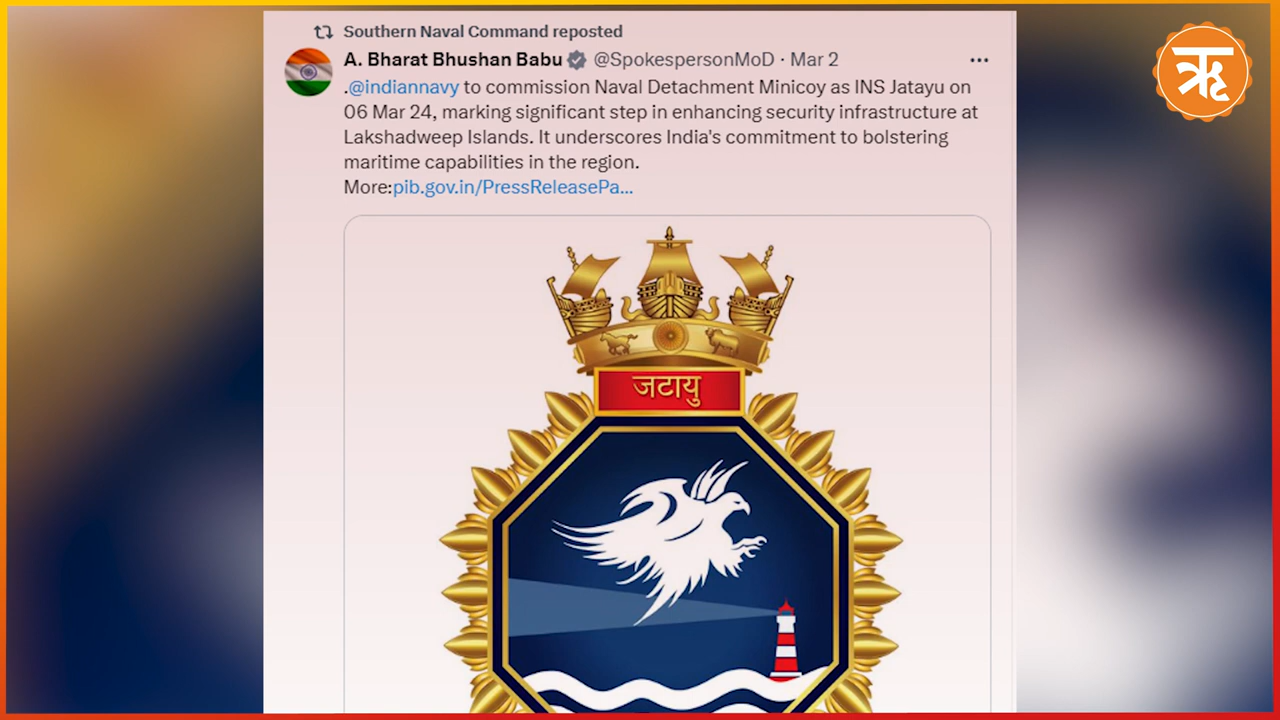 Southern Naval Command reposted
A. Bharat Bhushan Babu @SpokespersonMoD · Mar 2
.@indiannavy to commission Naval Detachment Minicoy as INS Jatayu on
06 Mar 24, marking significant step in enhancing security infrastructure at
Lakshadweep Islands. It underscores India's commitment to bolstering
maritime capabilities in the region.
More:pib.gov.in/PressReleasePa...
जटायु
ऋ